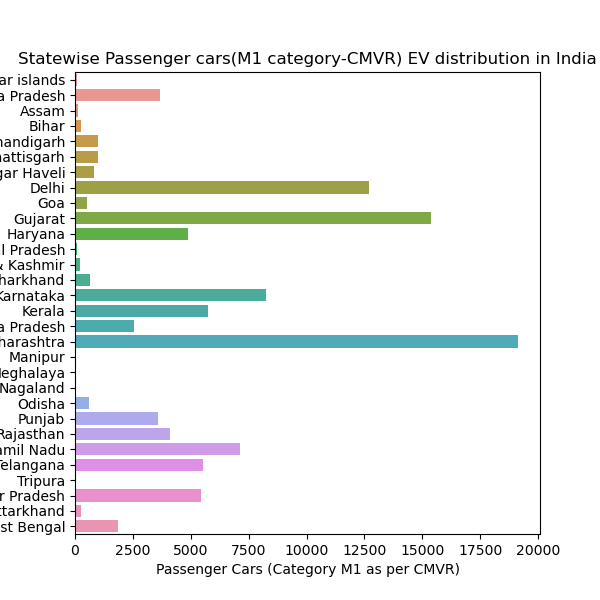 Statewise Passenger cars(M1 category-CMVR) EV distribution in India
ar islands
a Pradesh
Assam
Bihar
handigarh
hattisgarh
gar Haveli
Delhi
Goa
Gujarat
Haryana
al Pradesh
& Kashmir
harkhand
Karnataka
Kerala
a Pradesh
harashtra
Manipur
Meghalaya
Nagaland
Odisha
Punjab
Rajasthan
amil Nadu
Telangana
Tripura
r Pradesh
ttarkhand
st Bengal
0 2500 5000 7500 10000 12500 15000 17500 20000
Passenger Cars (Category M1 as per CMVR)